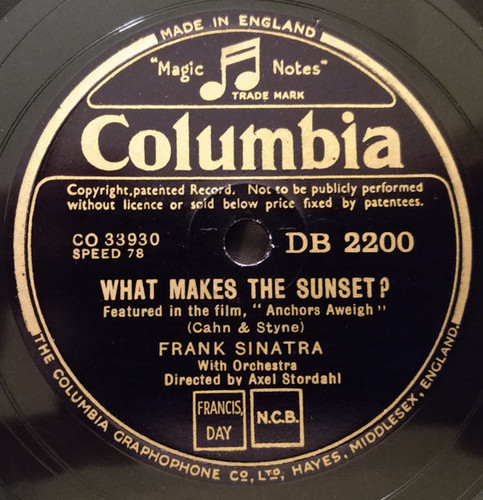 MADE IN ENGLAND
"Magic Notes"
TRADE MARK
Columbia
Copyright, patented Record. Not to be publicly performed
without licence or sold below price fixed by patentees.
CO 33930 DB 2200
SPEED 78
WHAT MAKES THE SUNSET?
Featured in the film, "Anchors Aweigh"
(Cahn & Styne)
FRANK SINATRA
With Orchestra
Directed by Axel Stordahl
FRANCIS, DAY
N.C.B.
THE COLUMBIA GRAPHOPHONE CO., LTD., HAYES, MIDDLESEX, ENGLAND.